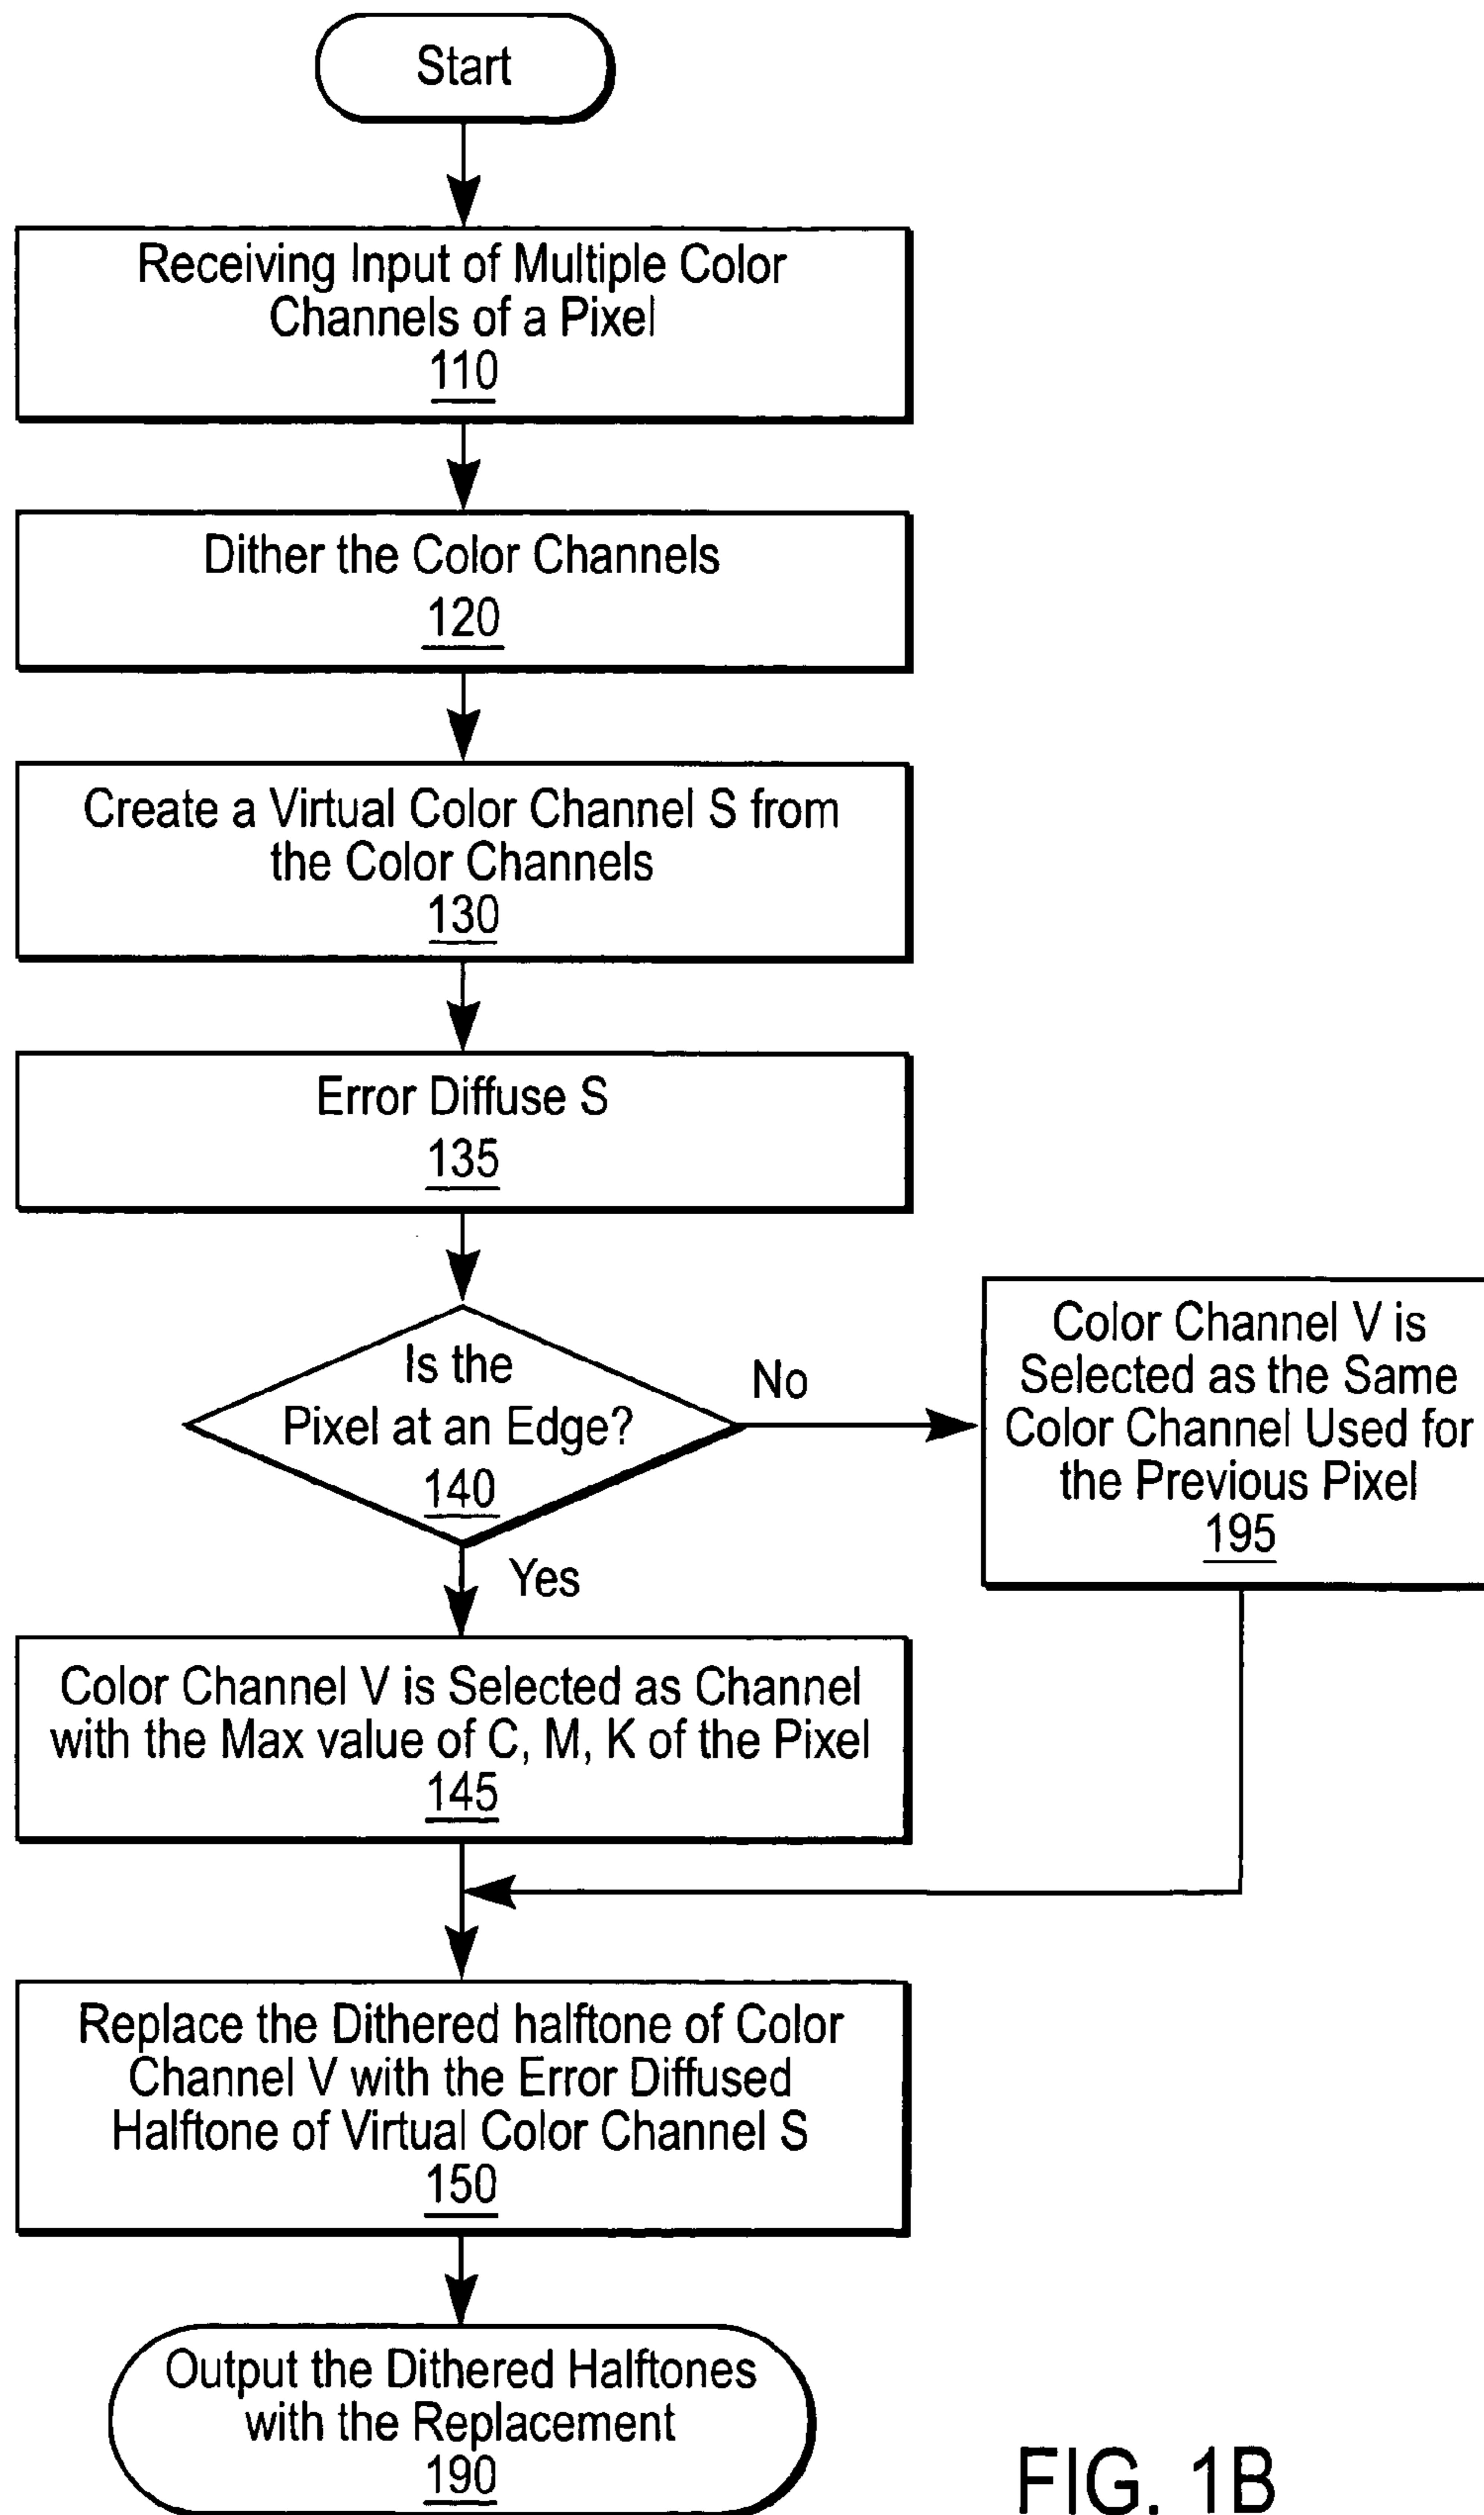 Start
Receiving Input of Multiple Color
Channels of a Pixel
110
Dither the Color Channels
120
Create a Virtual Color Channel S from
the Color Channels
130
Error Diffuse S
135
Is the
Pixel at an Edge?
140
No
Color Channel V is
Selected as the Same
Color Channel Used for
the Previous Pixel
195
Yes
Color Channel V is Selected as Channel
with the Max value of C, M, K of the Pixel
145
Replace the Dithered halftone of Color
Channel V with the Error Diffused
Halftone of Virtual Color Channel S
150
Output the Dithered Halftones
with the Replacement
190
FIG. 1B